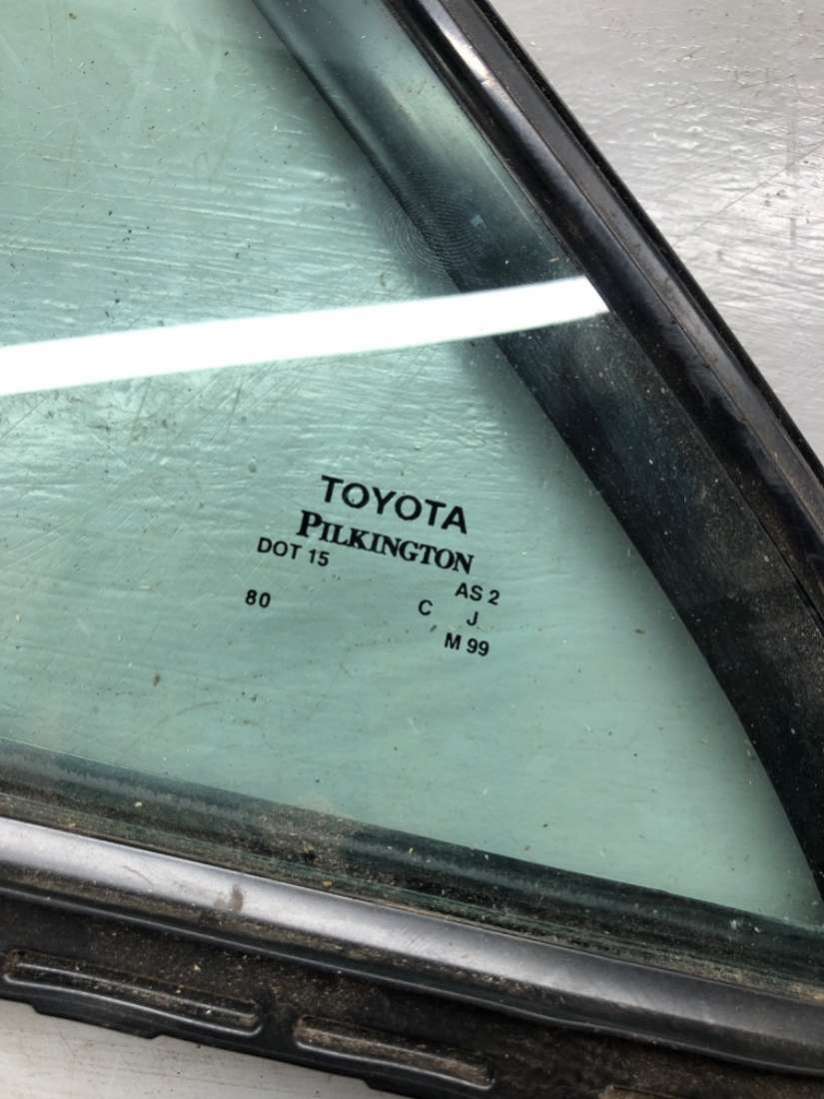 TOYOTA
PILKINGTON
DOT 15
AS 2
80
C J
M 99